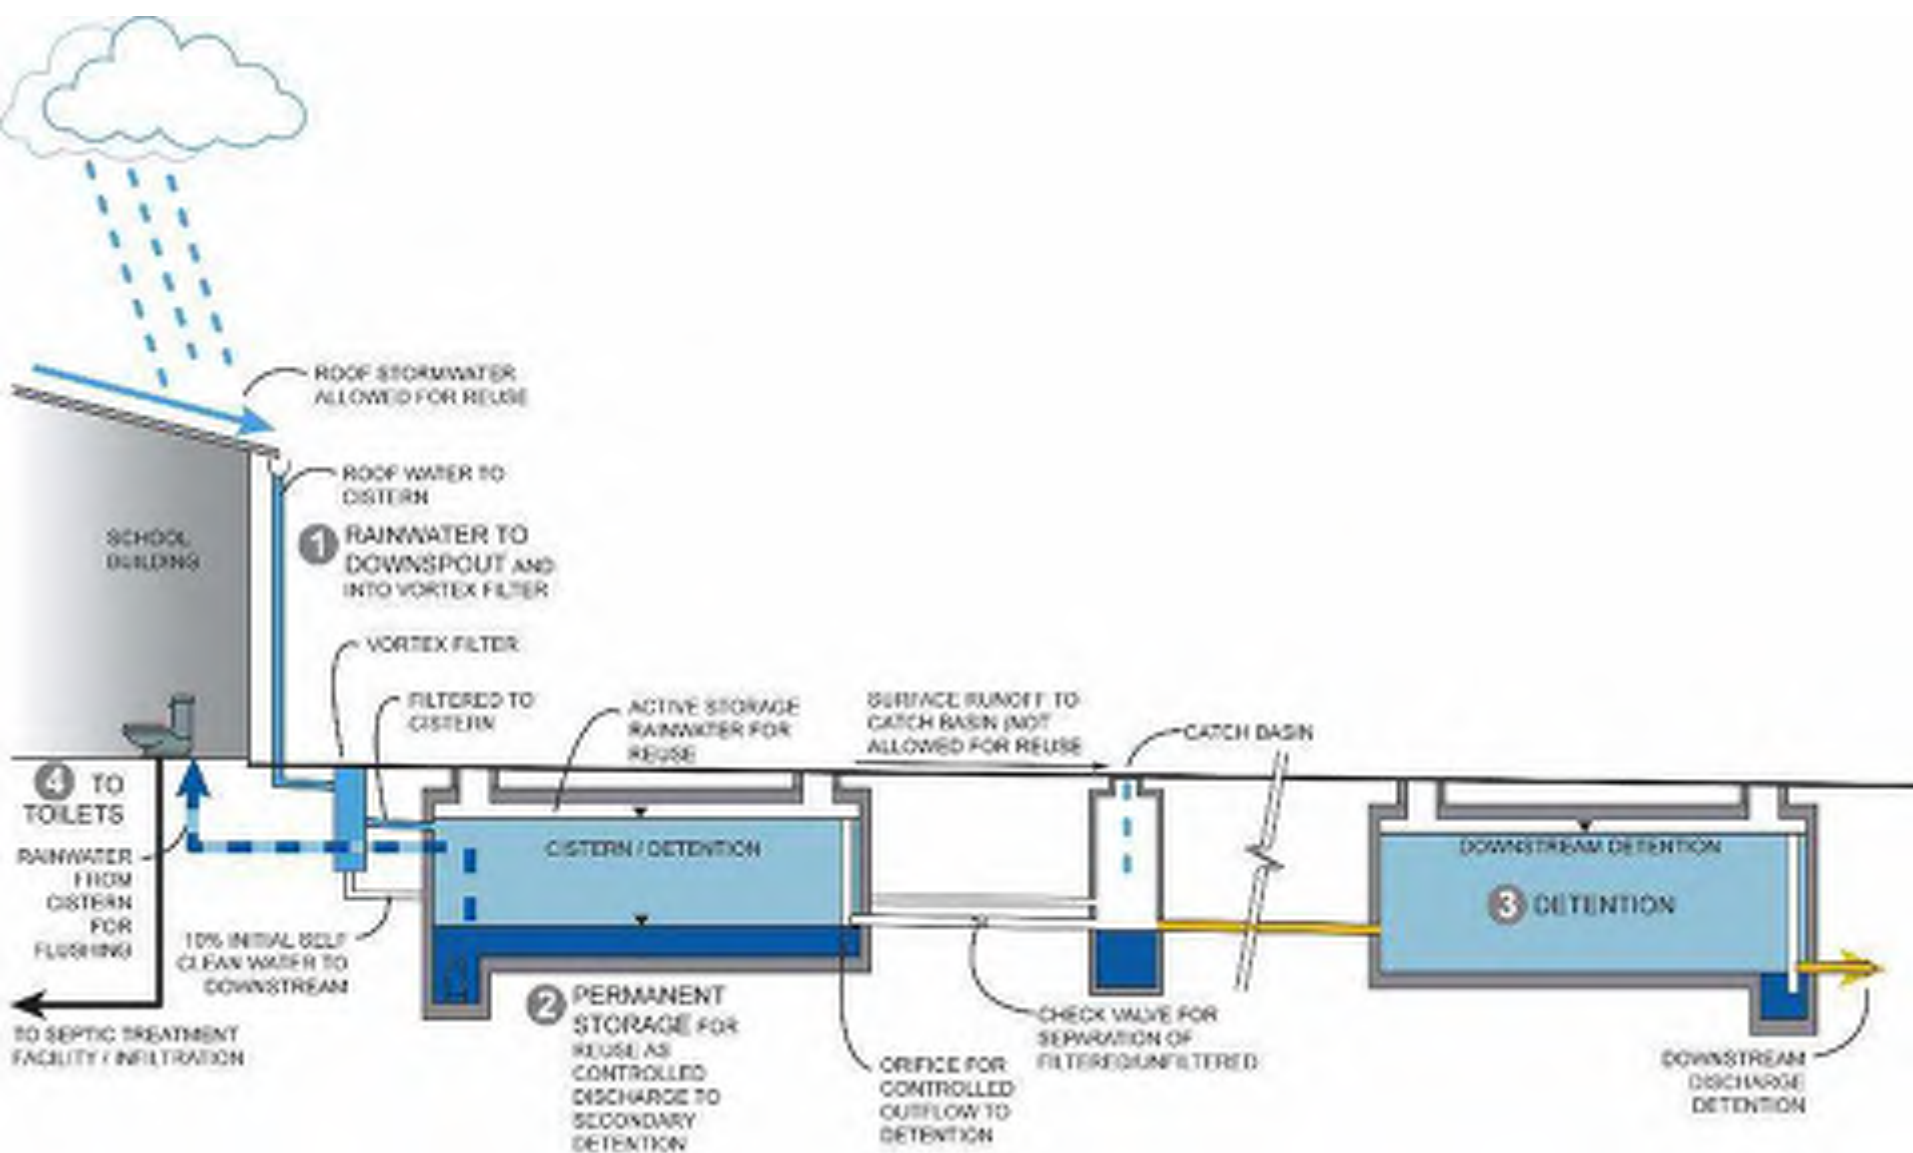 ROOF STORMWATER
ALLOWED FOR REUSE
ROOF WATER TO
CISTERN
1 RAINWATER TO
DOWNSPOUT AND
INTO VORTEX FILTER
SCHOOL
BUILDING
VORTEX FILTER
FILTERED TO
CISTERN
ACTIVE STORAGE
RAINWATER FOR
REUSE
SURFACE RUNOFF TO
CATCH BASIN (NOT
ALLOWED FOR REUSE
CATCH BASIN
4 TO
TOILETS
RAINWATER
FROM
CISTERN
FOR
FLUSHING
CISTERN / DETENTION
DOWNSTREAM DETENTION
3 DETENTION
10% INITIAL SELF
CLEAN WATER TO
DOWNSTREAM
TO SEPTIC TREATMENT
FACILITY / INFILTRATION
2 PERMANENT
STORAGE FOR
REUSE AS
CONTROLLED
DISCHARGE TO
SECONDARY
DETENTION
ORIFICE FOR
CONTROLLED
OUTFLOW TO
DETENTION
CHECK VALVE FOR
SEPARATION OF
FILTERED/UNFILTERED
DOWNSTREAM
DISCHARGE
DETENTION